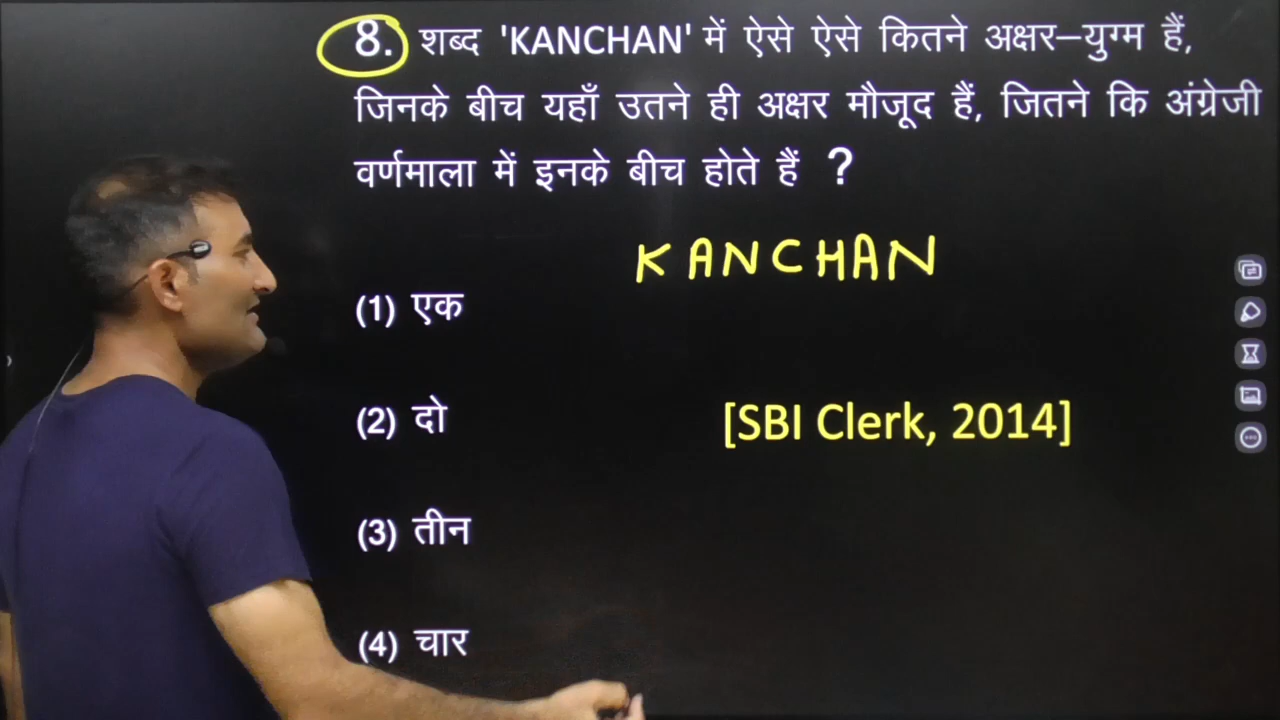 8. शब्द 'KANCHAN' में ऐसे ऐसे कितने अक्षर–युग्म हैं,
जिनके बीच यहाँ उतने ही अक्षर मौजूद हैं, जितने कि अंग्रेजी
वर्णमाला में इनके बीच होते हैं ?
KANCHAN
(1) एक
(2) दो
[SBI Clerk, 2014]
(3) तीन
(4) चार